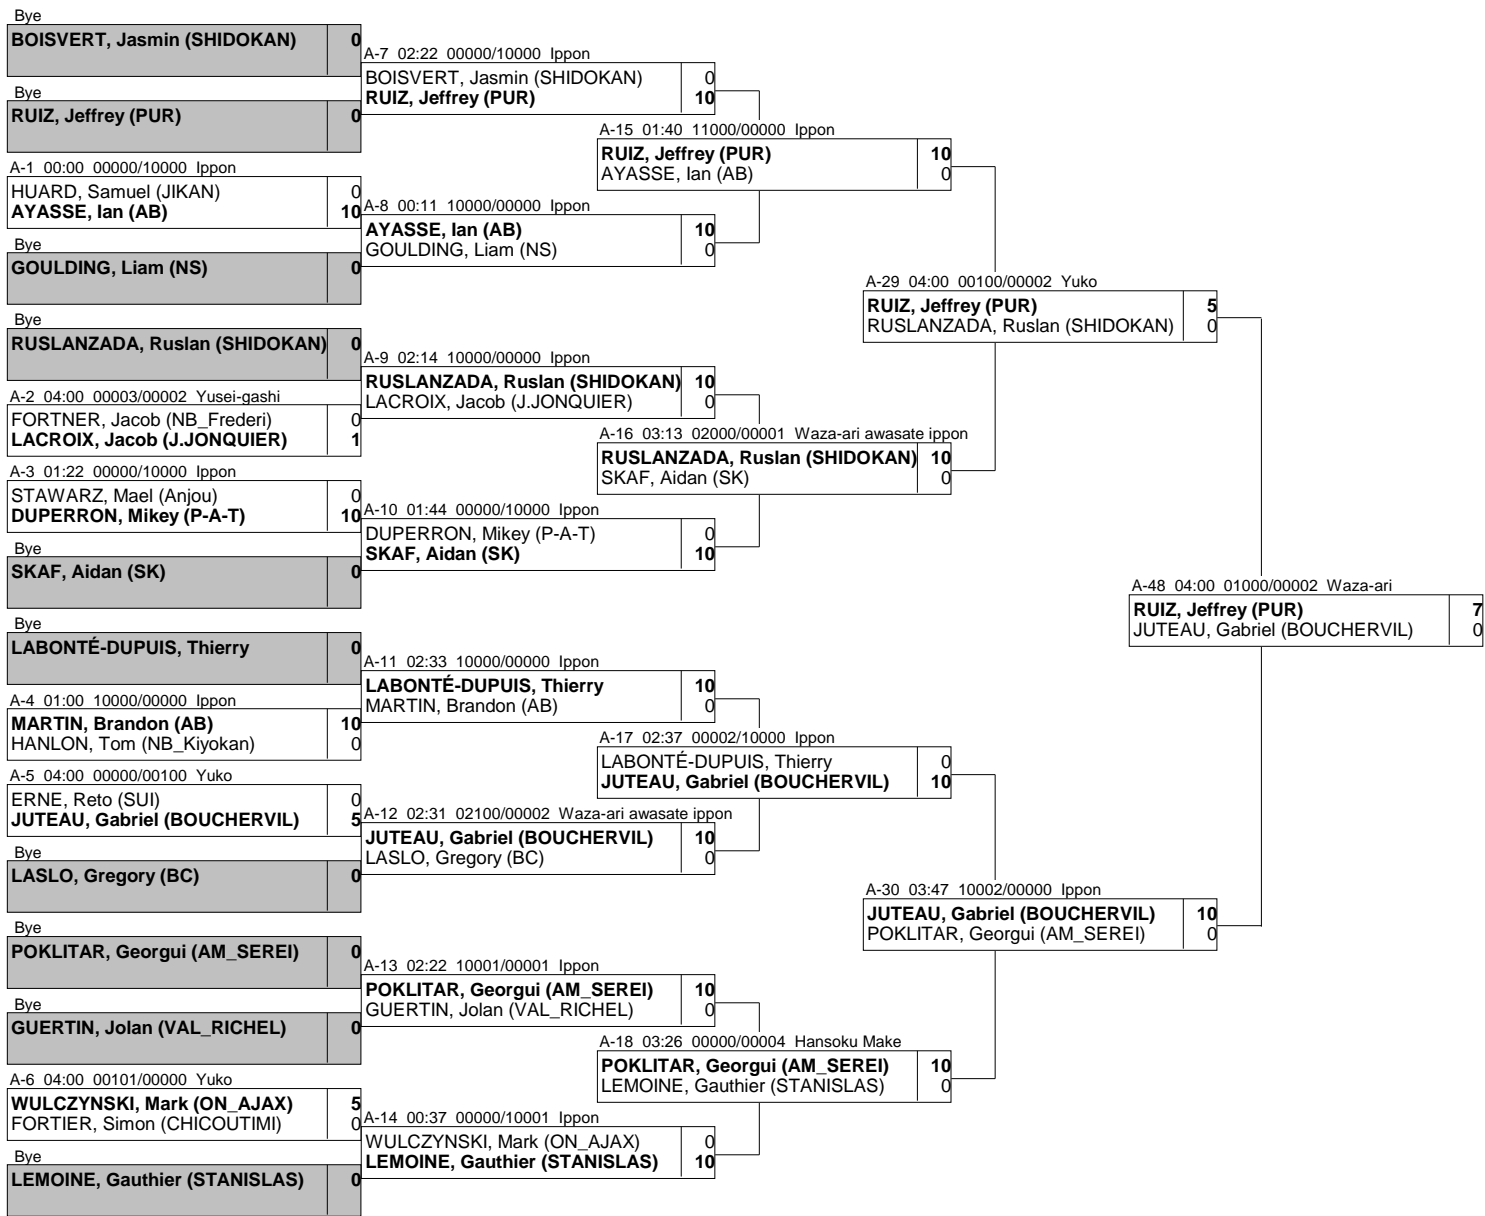 Bye
BOISVERT, Jasmin (SHIDOKAN) 0
Bye
RUIZ, Jeffrey (PUR) 0
A-1 00:00 00000/10000 Ippon
HUARD, Samuel (JIKAN) 0
AYASSE, Ian (AB) 10
Bye
GOULDING, Liam (NS) 0
Bye
RUSLANZADA, Ruslan (SHIDOKAN) 0
A-2 04:00 00003/00002 Yusei-gashi
FORTNER, Jacob (NB_Frederi) 0
LACROIX, Jacob (J.JONQUIER) 1
A-3 01:22 00000/10000 Ippon
STAWARZ, Mael (Anjou) 0
DUPERRON, Mikey (P-A-T) 10
Bye
SKAF, Aidan (SK) 0
Bye
LABONTÉ-DUPUIS, Thierry 0
A-4 01:00 10000/00000 Ippon
MARTIN, Brandon (AB) 10
HANLON, Tom (NB_Kiyokan) 0
A-5 04:00 00000/00100 Yuko
ERNE, Reto (SUI) 0
JUTEAU, Gabriel (BOUCHERVIL) 5
Bye
LASLO, Gregory (BC) 0
Bye
POKLITAR, Georgui (AM_SEREI) 0
Bye
GUERTIN, Jolan (VAL_RICHEL) 0
A-6 04:00 00101/00000 Yuko
WULCZYNSKI, Mark (ON_AJAX) 5
FORTIER, Simon (CHICOUTIMI) 0
Bye
LEMOINE, Gauthier (STANISLAS) 0
A-7 02:22 00000/10000 Ippon
BOISVERT, Jasmin (SHIDOKAN) 0
RUIZ, Jeffrey (PUR) 10
A-8 00:11 10000/00000 Ippon
AYASSE, Ian (AB) 10
GOULDING, Liam (NS) 0
A-9 02:14 10000/00000 Ippon
RUSLANZADA, Ruslan (SHIDOKAN) 10
LACROIX, Jacob (J.JONQUIER) 0
A-10 01:44 00000/10000 Ippon
DUPERRON, Mikey (P-A-T) 0
SKAF, Aidan (SK) 10
A-11 02:33 10000/00000 Ippon
LABONTÉ-DUPUIS, Thierry 10
MARTIN, Brandon (AB) 0
A-12 02:31 02100/00002 Waza-ari awasate ippon
JUTEAU, Gabriel (BOUCHERVIL) 10
LASLO, Gregory (BC) 0
A-13 02:22 10001/00001 Ippon
POKLITAR, Georgui (AM_SEREI) 10
GUERTIN, Jolan (VAL_RICHEL) 0
A-14 00:37 00000/10001 Ippon
WULCZYNSKI, Mark (ON_AJAX) 0
LEMOINE, Gauthier (STANISLAS) 10
A-15 01:40 11000/00000 Ippon
RUIZ, Jeffrey (PUR) 10
AYASSE, Ian (AB) 0
A-16 03:13 02000/00001 Waza-ari awasate ippon
RUSLANZADA, Ruslan (SHIDOKAN) 10
SKAF, Aidan (SK) 0
A-17 02:37 00002/10000 Ippon
LABONTÉ-DUPUIS, Thierry 0
JUTEAU, Gabriel (BOUCHERVIL) 10
A-18 03:26 00000/00004 Hansoku Make
POKLITAR, Georgui (AM_SEREI) 10
LEMOINE, Gauthier (STANISLAS) 0
A-29 04:00 00100/00002 Yuko
RUIZ, Jeffrey (PUR) 5
RUSLANZADA, Ruslan (SHIDOKAN) 0
A-30 03:47 10002/00000 Ippon
JUTEAU, Gabriel (BOUCHERVIL) 10
POKLITAR, Georgui (AM_SEREI) 0
A-48 04:00 01000/00002 Waza-ari
RUIZ, Jeffrey (PUR) 7
JUTEAU, Gabriel (BOUCHERVIL) 0